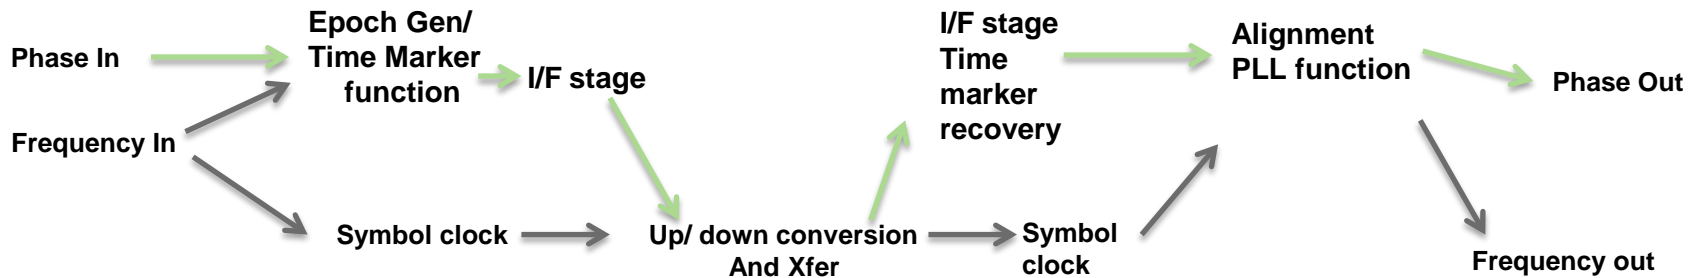 Phase In
Frequency In
Epoch Gen/
Time Marker
function
I/F stage
Symbol clock
Up/ down conversion
And Xfer
I/F stage
Time
marker
recovery
Symbol
clock
Alignment
PLL function
Phase Out
Frequency out